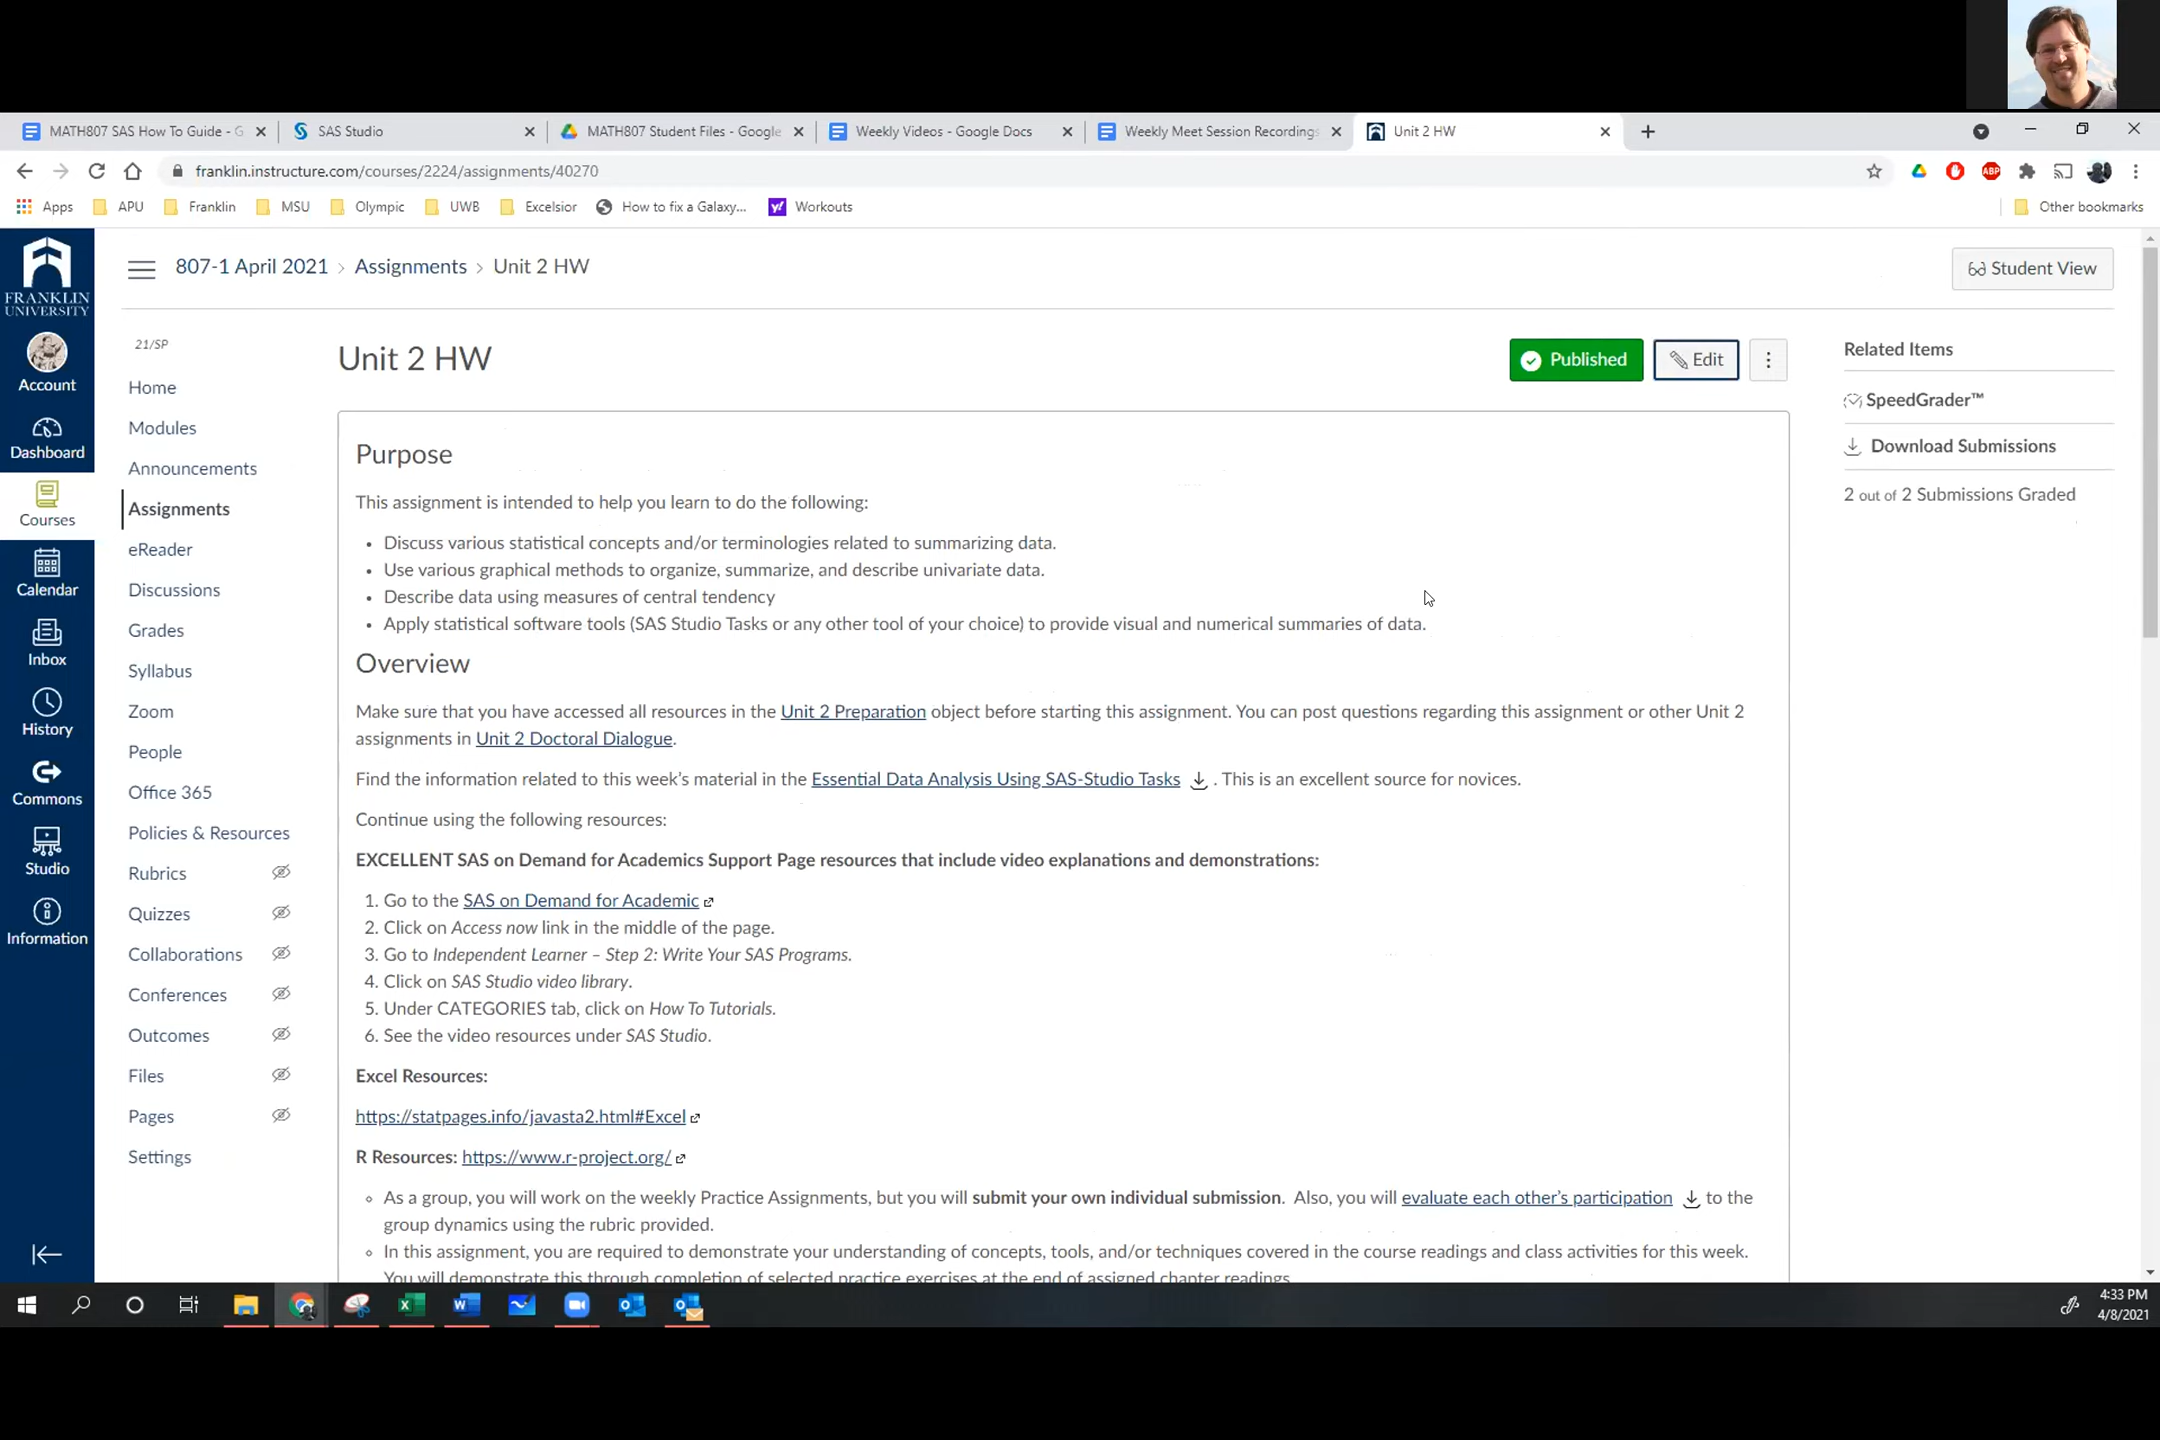 MATH807 SAS How To Guide - G
SAS Studio
MATH807 Student Files - Google
Weekly Videos - Google Docs
Weekly Meet Session Recordings
Unit 2 HW
franklin.instructure.com/courses/2224/assignments/40270
ABP
Apps
APU
Franklin
MSU
Olympic
UWB
Excelsior
How to fix a Galaxy...
Workouts
Other bookmarks
FRANKLIN
UNIVERSITY
Account
Dashboard
Courses
Calendar
Inbox
History
Commons
Studio
Information
807-1 April 2021 > Assignments > Unit 2 HW
Student View
21/SP
Home
Modules
Announcements
Assignments
eReader
Discussions
Grades
Syllabus
Zoom
People
Office 365
Policies & Resources
Rubrics
Quizzes
Collaborations
Conferences
Outcomes
Files
Pages
Settings
Unit 2 HW
Published
Edit
Related Items
SpeedGrader™
Download Submissions
2 out of 2 Submissions Graded
Purpose
This assignment is intended to help you learn to do the following:
• Discuss various statistical concepts and/or terminologies related to summarizing data.
• Use various graphical methods to organize, summarize, and describe univariate data.
• Describe data using measures of central tendency
• Apply statistical software tools (SAS Studio Tasks or any other tool of your choice) to provide visual and numerical summaries of data.
Overview
Make sure that you have accessed all resources in the Unit 2 Preparation object before starting this assignment. You can post questions regarding this assignment or other Unit 2
assignments in Unit 2 Doctoral Dialogue.
Find the information related to this week's material in the Essential Data Analysis Using SAS-Studio Tasks . This is an excellent source for novices.
Continue using the following resources:
EXCELLENT SAS on Demand for Academics Support Page resources that include video explanations and demonstrations:
1. Go to the SAS on Demand for Academic
2. Click on Access now link in the middle of the page.
3. Go to Independent Learner – Step 2: Write Your SAS Programs.
4. Click on SAS Studio video library.
5. Under CATEGORIES tab, click on How To Tutorials.
6. See the video resources under SAS Studio.
Excel Resources:
https://statpages.info/javasta2.html#Excel
R Resources: https://www.r-project.org/
◦ As a group, you will work on the weekly Practice Assignments, but you will submit your own individual submission. Also, you will evaluate each other's participation to the
group dynamics using the rubric provided.
◦ In this assignment, you are required to demonstrate your understanding of concepts, tools, and/or techniques covered in the course readings and class activities for this week.
You will demonstrate this through completion of selected practice exercises at the end of assigned chapter readings.
4:33 PM
4/8/2021